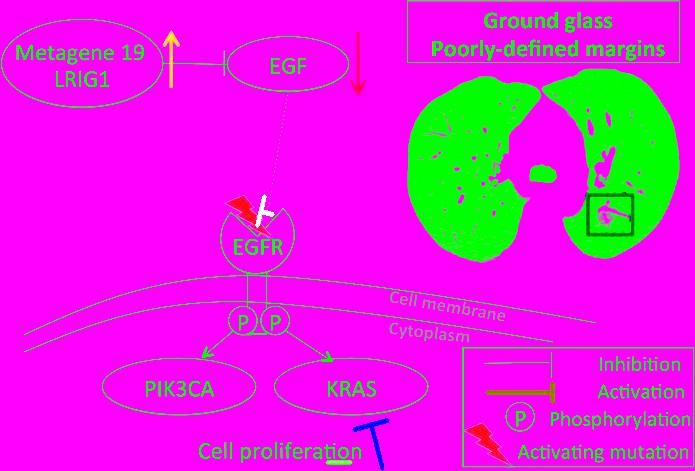 Ground glass
Poorly-defined margins
Metagene 19
LRIG1
EGF
EGFR
Cell membrane
Cytoplasm
P P
PIK3CA
KRAS
Cell proliferation
Inhibition
Activation
P Phosphorylation
Activating mutation